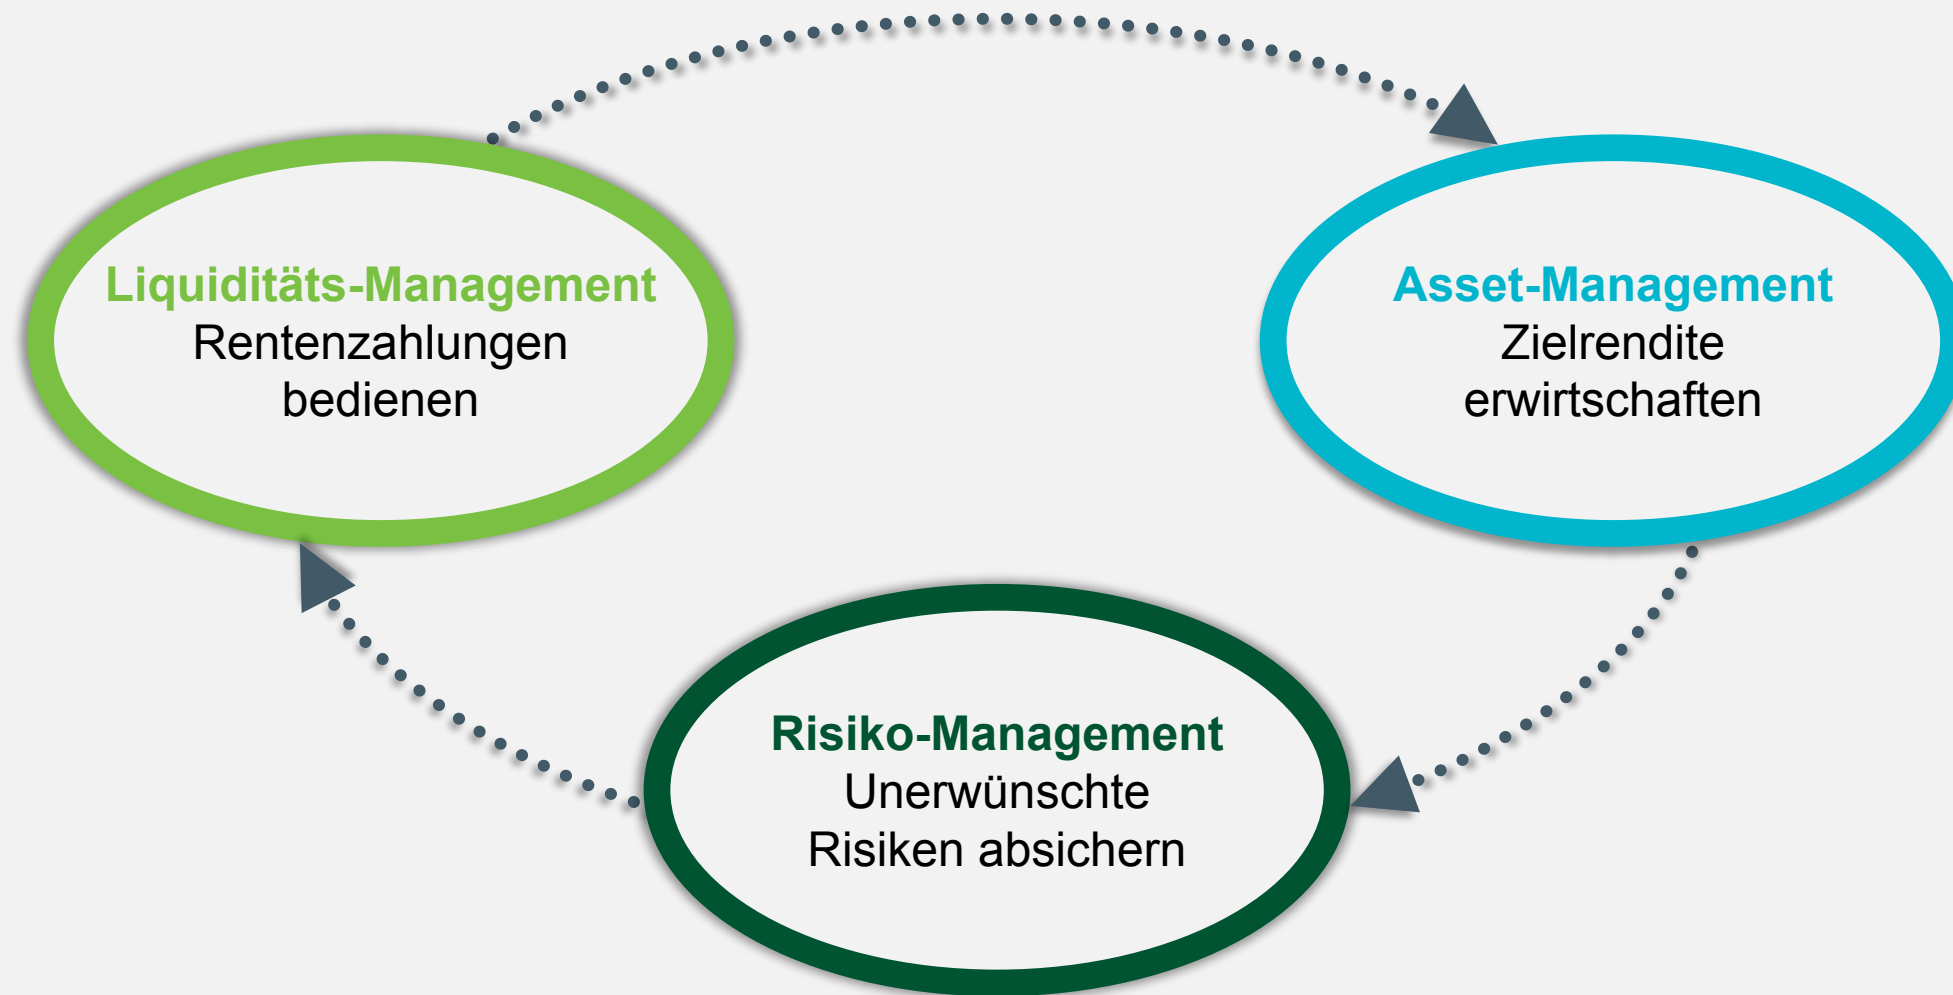 Liquiditäts-Management
Rentenzahlungen
bedienen
Asset-Management
Zielrendite
erwirtschaften
Risiko-Management
Unerwünschte
Risiken absichern